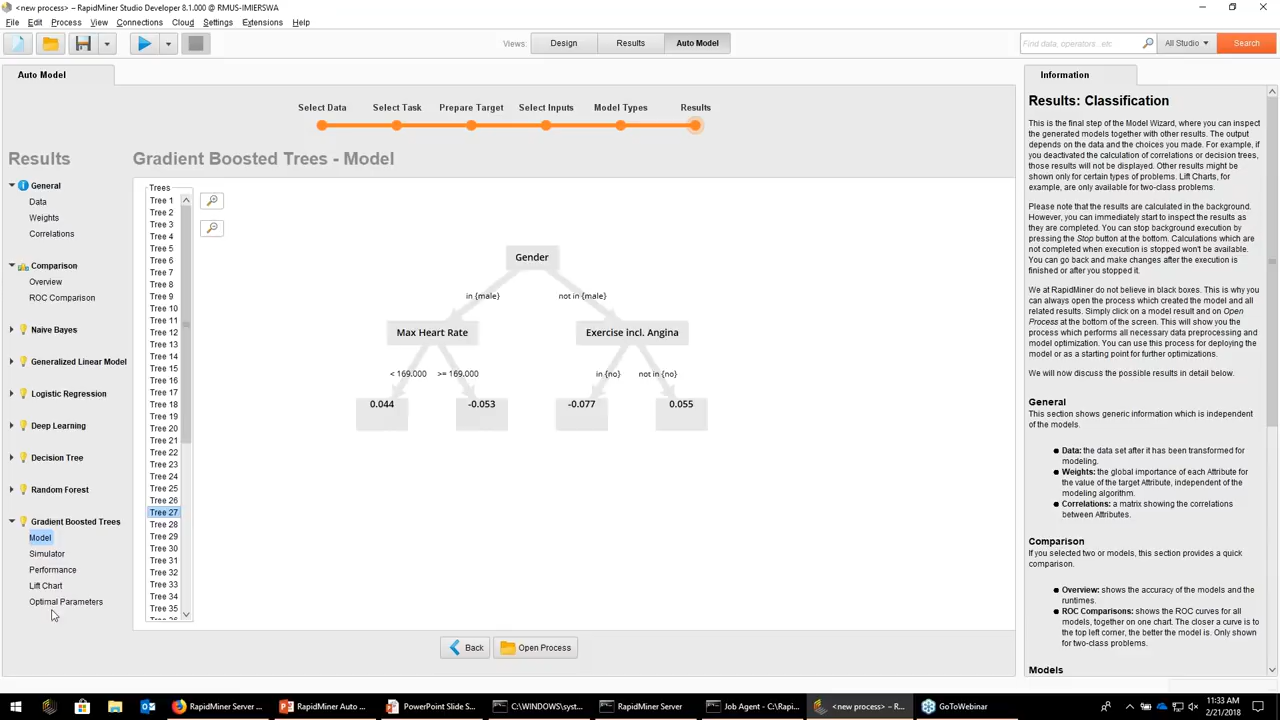 <new process> – RapidMiner Studio Developer 8.1.000 @ RMUS-IMIERSWA
File Edit Process View Connections Cloud Settings Extensions Help
Views: Design Results Auto Model
Find data, operators...etc All Studio Search
Auto Model
Select Data Select Task Prepare Target Select Inputs Model Types Results
Results
General
Data
Weights
Correlations
Comparison
Overview
ROC Comparison
Naive Bayes
Generalized Linear Model
Logistic Regression
Deep Learning
Decision Tree
Random Forest
Gradient Boosted Trees
Model
Simulator
Performance
Lift Chart
Optimal Parameters
Gradient Boosted Trees - Model
Trees
Tree 1
Tree 2
Tree 3
Tree 4
Tree 5
Tree 6
Tree 7
Tree 8
Tree 9
Tree 10
Tree 11
Tree 12
Tree 13
Tree 14
Tree 15
Tree 16
Tree 17
Tree 18
Tree 19
Tree 20
Tree 21
Tree 22
Tree 23
Tree 24
Tree 25
Tree 26
Tree 27
Tree 28
Tree 29
Tree 30
Tree 31
Tree 32
Tree 33
Tree 34
Tree 35
Gender
in {male} not in {male}
Max Heart Rate Exercise incl. Angina
< 169.000 >= 169.000 in {no} not in {no}
0.044 -0.053 -0.077 0.055
Back Open Process
Information
Results: Classification
This is the final step of the Model Wizard, where you can inspect
the generated models together with other results. The output
depends on the data and the choices you made. For example, if
you deactivated the calculation of correlations or decision trees,
those results will not be displayed. Other results might be
shown only for certain types of problems. Lift Charts, for
example, are only available for two-class problems.
Please note that the results are calculated in the background.
However, you can immediately start to inspect the results as
they are completed. You can stop background execution by
pressing the Stop button at the bottom. Calculations which are
not completed when execution is stopped won't be available.
You can go back and make changes after the execution is
finished or after you stopped it.
We at RapidMiner do not believe in black boxes. This is why you
can always open the process which created the model and all
related results. Simply click on a model result and on Open
Process at the bottom of the screen. This will show you the
process which performs all necessary data preprocessing and
model optimization. You can use this process for deploying the
model or as a starting point for further optimizations.
We will now discuss the possible results in detail below.
General
This section shows generic information which is independent
of the models.
Data: the data set after it has been transformed for
modeling.
Weights: the global importance of each Attribute for
the value of the target Attribute, independent of the
modeling algorithm.
Correlations: a matrix showing the correlations
between Attributes.
Comparison
If you selected two or models, this section provides a quick
comparison.
Overview: shows the accuracy of the models and the
runtimes.
ROC Comparisons: shows the ROC curves for all
models, together on one chart. The closer a curve is to
the top left corner, the better the model is. Only shown
for two-class problems.
Models
RapidMiner Server ... RapidMiner Auto ... PowerPoint Slide S... C:\WINDOWS\syst... RapidMiner Server Job Agent - C:\Rapi... <new process> – R... GoToWebinar
11:33 AM
2/21/2018